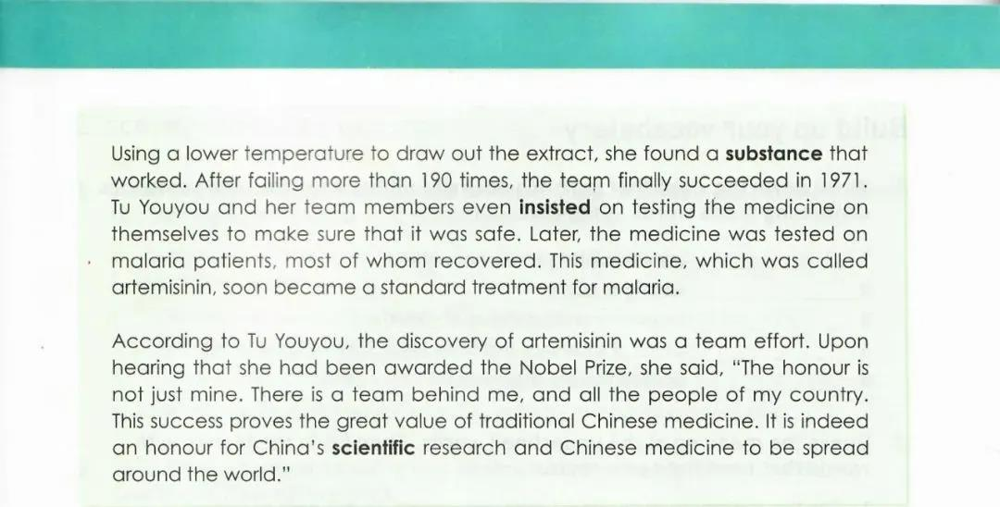 Using a lower temperature to draw out the extract, she found a substance that
worked. After failing more than 190 times, the team finally succeeded in 1971.
Tu Youyou and her team members even insisted on testing the medicine on
themselves to make sure that it was safe. Later, the medicine was tested on
malaria patients, most of whom recovered. This medicine, which was called
artemisinin, soon became a standard treatment for malaria.
According to Tu Youyou, the discovery of artemisinin was a team effort. Upon
hearing that she had been awarded the Nobel Prize, she said, "The honour is
not just mine. There is a team behind me, and all the people of my country.
This success proves the great value of traditional Chinese medicine. It is indeed
an honour for China's scientific research and Chinese medicine to be spread
around the world."